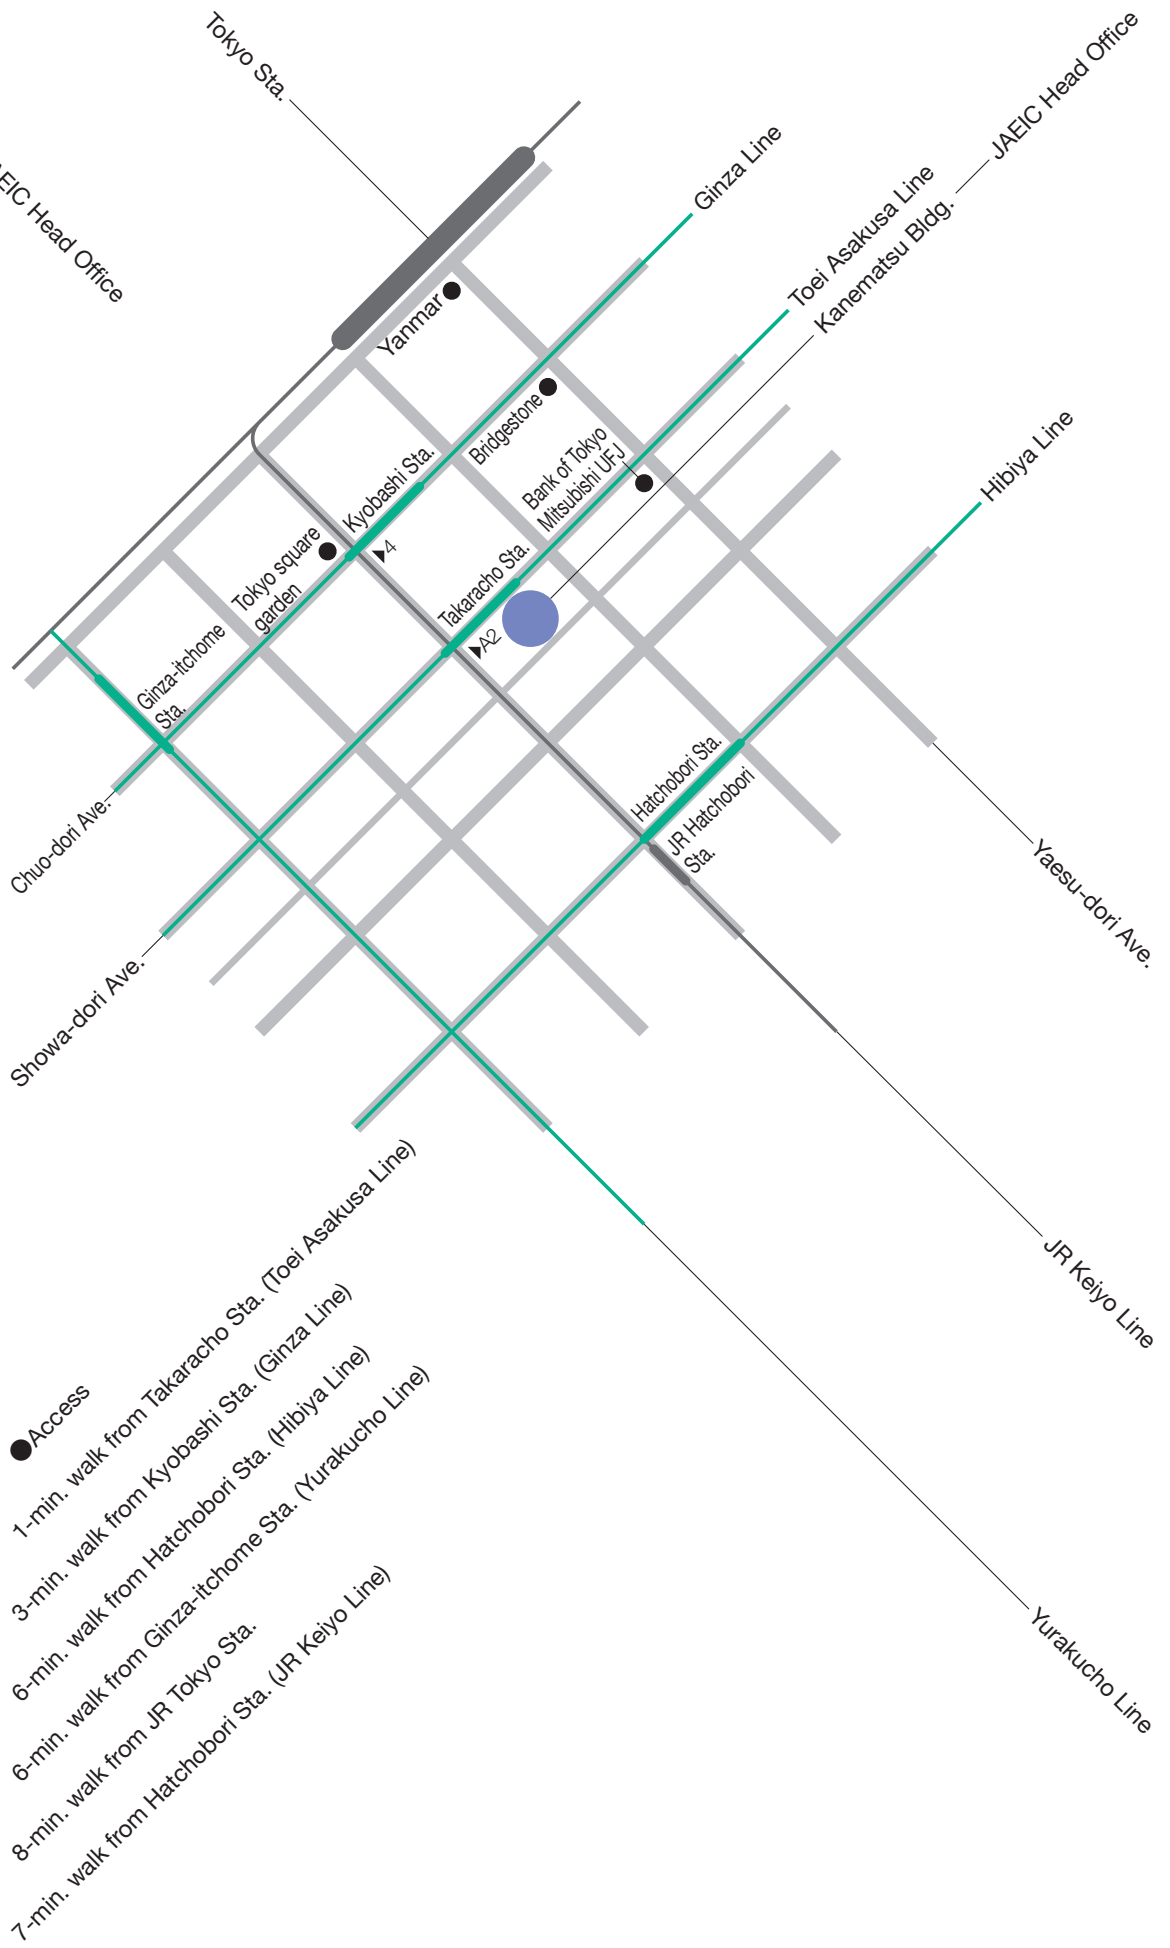 Tokyo Sta.
JAEIC Head Office
EIC Head Office
Ginza Line
Toei Asakusa Line
Kanematsu Bldg.
Yanmar
Bridgestone
Bank of Tokyo
Mitsubishi UFJ
Hibiya Line
Kyobashi Sta.
4
Tokyo square
garden
Takaracho Sta.
A2
Ginza-itchome
Sta.
Hatchobori Sta.
JR Hatchobori
Sta.
Chuo-dori Ave.
Showa-dori Ave.
Yaesu-dori Ave.
JR Keiyo Line
Yurakucho Line
●Access
1-min. walk from Takaracho Sta. (Toei Asakusa Line)
3-min. walk from Kyobashi Sta. (Ginza Line)
6-min. walk from Hatchobori Sta. (Hibiya Line)
6-min. walk from Ginza-itchome Sta. (Yurakucho Line)
8-min. walk from JR Tokyo Sta.
7-min. walk from Hatchobori Sta. (JR Keiyo Line)